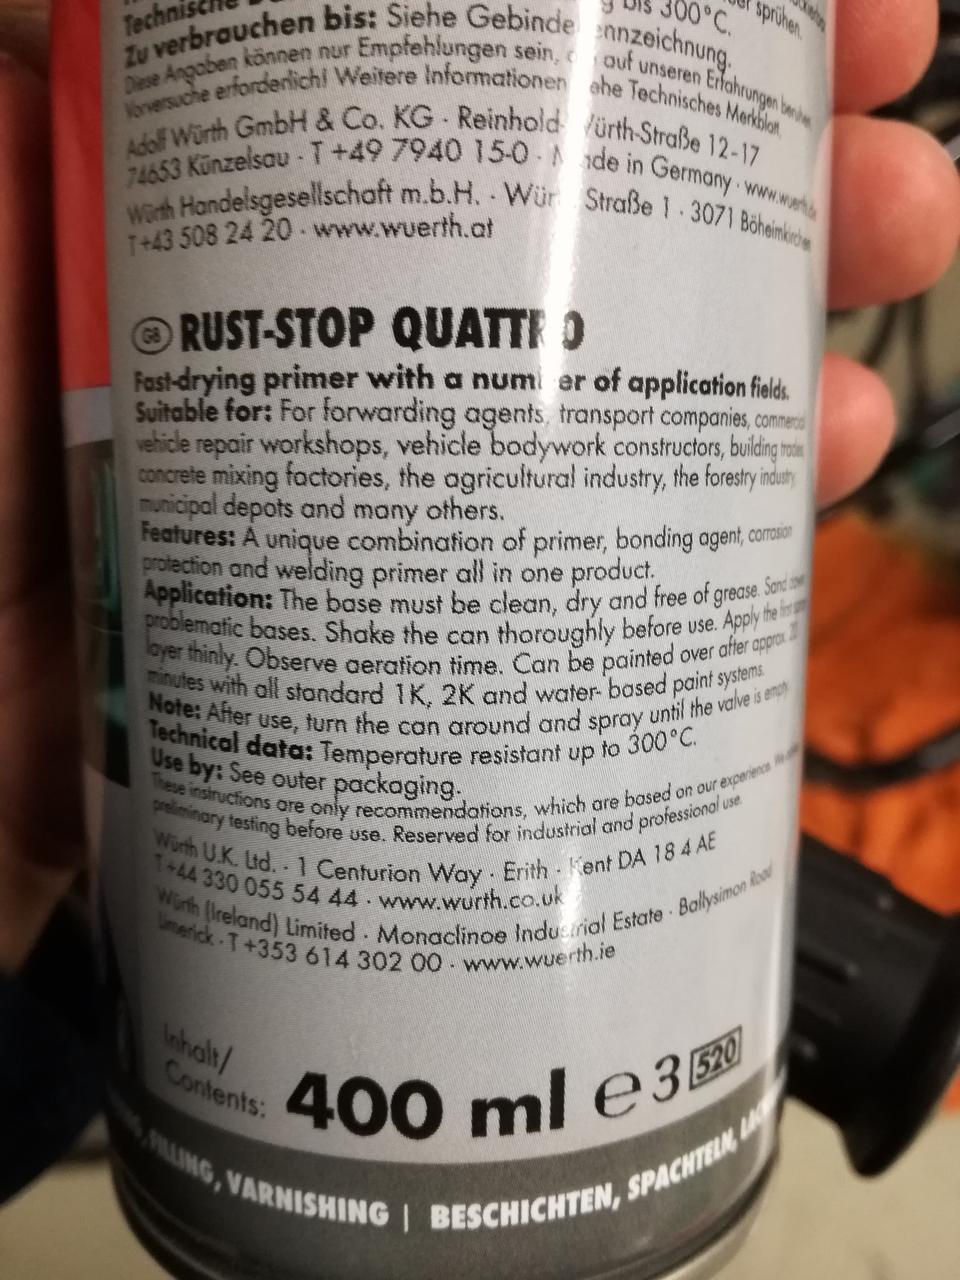 Technische
bis 300°C.
sprühen.
Zu verbrauchen bis: Siehe Gebinde nnzeichnung.
Diese Angaben können nur Empfehlungen sein, auf unseren Erfahrungen beruhen
Vorversuche erforderlich! Weitere Informationen ehe Technisches Merkblatt
Adolf Würth GmbH & Co. KG · Reinhold- Würth-Straße 12-17
74653 Künzelsau · T +49 7940 15-0 · Made in Germany · www.wuerth.de
Würth Handelsgesellschaft m.b.H. · Wür Straße 1 · 3071 Böheimkirchen
T +43 508 24 20 · www.wuerth.at
GB RUST-STOP QUATTRO
Fast-drying primer with a number of application fields.
Suitable for: For forwarding agents, transport companies, commercial
vehicle repair workshops, vehicle bodywork constructors, building trades,
concrete mixing factories, the agricultural industry, the forestry industry,
municipal depots and many others.
Features: A unique combination of primer, bonding agent, corrosion
protection and welding primer all in one product.
Application: The base must be clean, dry and free of grease. Sand down
problematic bases. Shake the can thoroughly before use. Apply the first spray
layer thinly. Observe aeration time. Can be painted over after approx. 20
minutes with all standard 1K, 2K and water- based paint systems.
Note: After use, turn the can around and spray until the valve is empty.
Technical data: Temperature resistant up to 300°C.
Use by: See outer packaging.
These instructions are only recommendations, which are based on our experience. We
preliminary testing before use. Reserved for industrial and professional use.
Würth U.K. Ltd. · 1 Centurion Way · Erith · Kent DA 18 4 AE
T +44 330 055 54 44 · www.wurth.co.uk
Würth (Ireland) Limited · Monaclinoe Industrial Estate · Ballysimon Road
Limerick · T +353 614 302 00 · www.wuerth.ie
Inhalt/
Contents: 400 ml e 3 520
FILLING, VARNISHING | BESCHICHTEN, SPACHTELN,